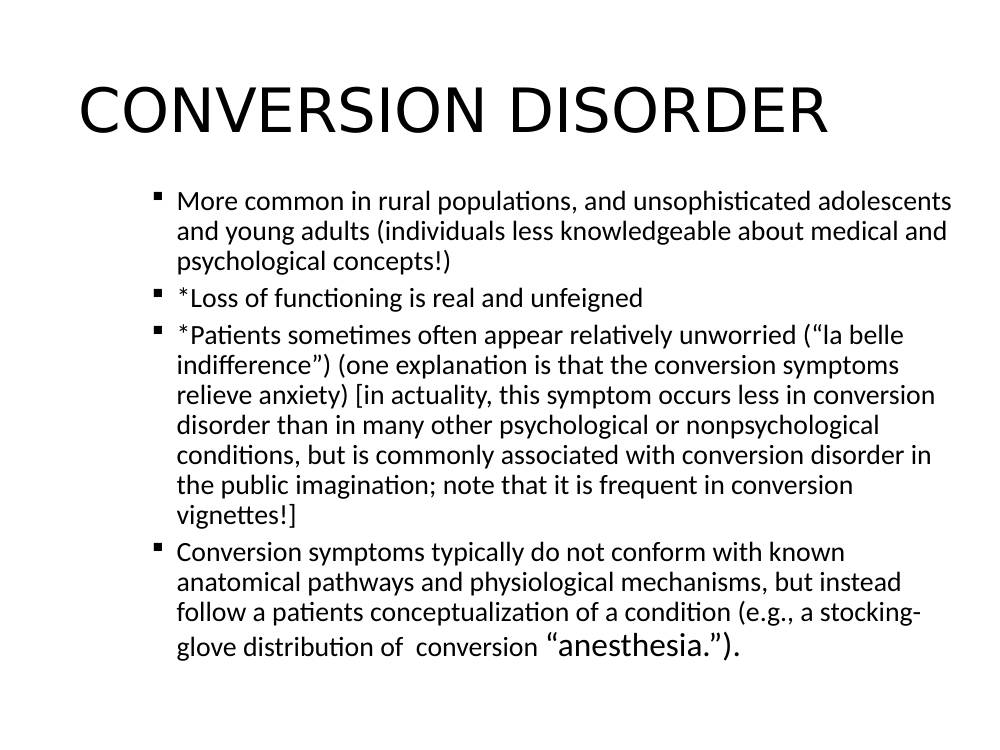 CONVERSION DISORDER
▪ More common in rural populations, and unsophisticated adolescents
and young adults (individuals less knowledgeable about medical and
psychological concepts!)
▪ *Loss of functioning is real and unfeigned
▪ *Patients sometimes often appear relatively unworried (“la belle
indifference”) (one explanation is that the conversion symptoms
relieve anxiety) [in actuality, this symptom occurs less in conversion
disorder than in many other psychological or nonpsychological
conditions, but is commonly associated with conversion disorder in
the public imagination; note that it is frequent in conversion
vignettes!]
▪ Conversion symptoms typically do not conform with known
anatomical pathways and physiological mechanisms, but instead
follow a patients conceptualization of a condition (e.g., a stocking-
glove distribution of  conversion “anesthesia.”).